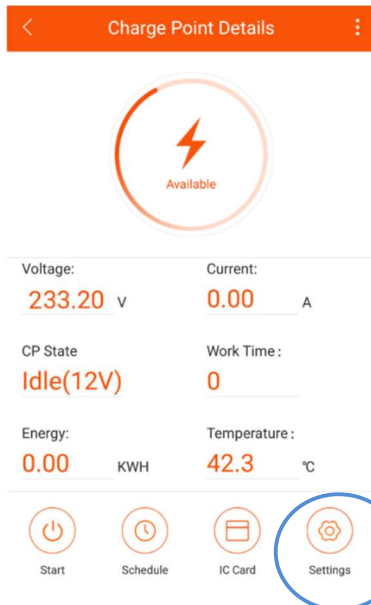 Charge Point Details
Available
Voltage: Current:
233.20 V 0.00 A
CP State Work Time :
Idle(12V) 0
Energy: Temperature :
0.00 KWH 42.3 ℃
Start Schedule IC Card Settings